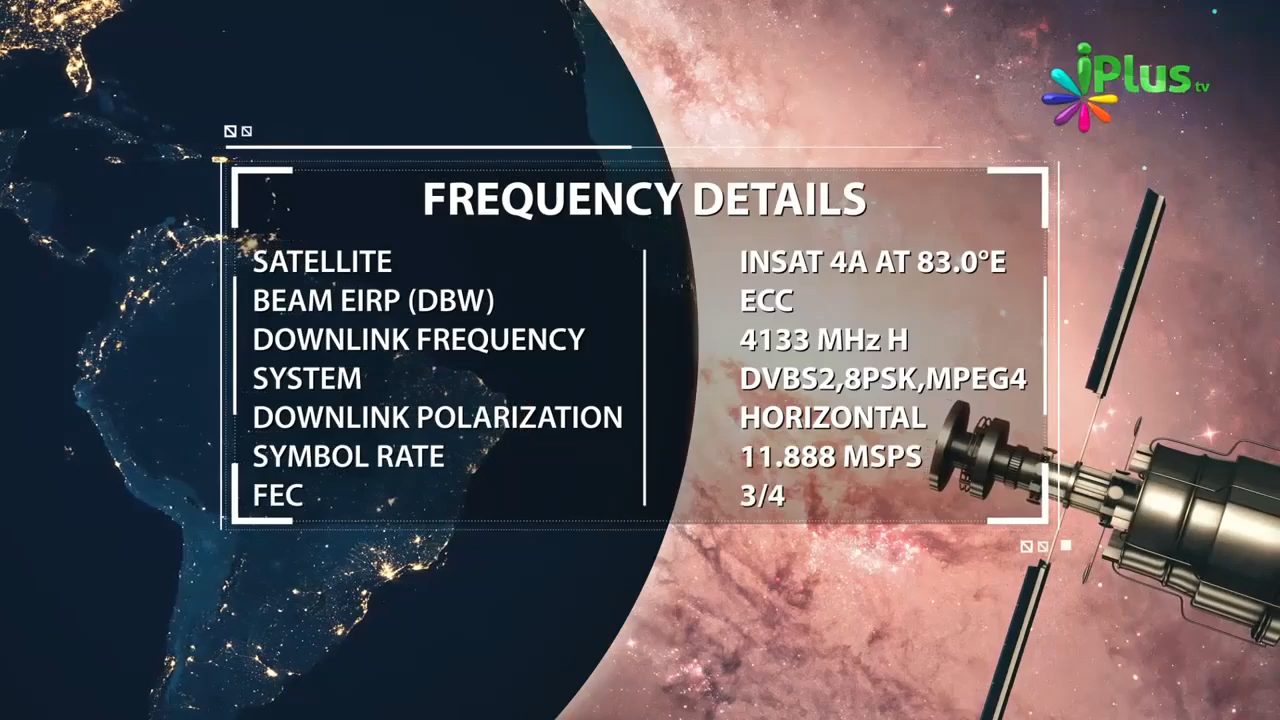 iPlus tv
FREQUENCY DETAILS
SATELLITE INSAT 4A AT 83.0°E
BEAM EIRP (DBW) ECC
DOWNLINK FREQUENCY 4133 MHz H
SYSTEM DVBS2,8PSK,MPEG4
DOWNLINK POLARIZATION HORIZONTAL
SYMBOL RATE 11.888 MSPS
FEC 3/4